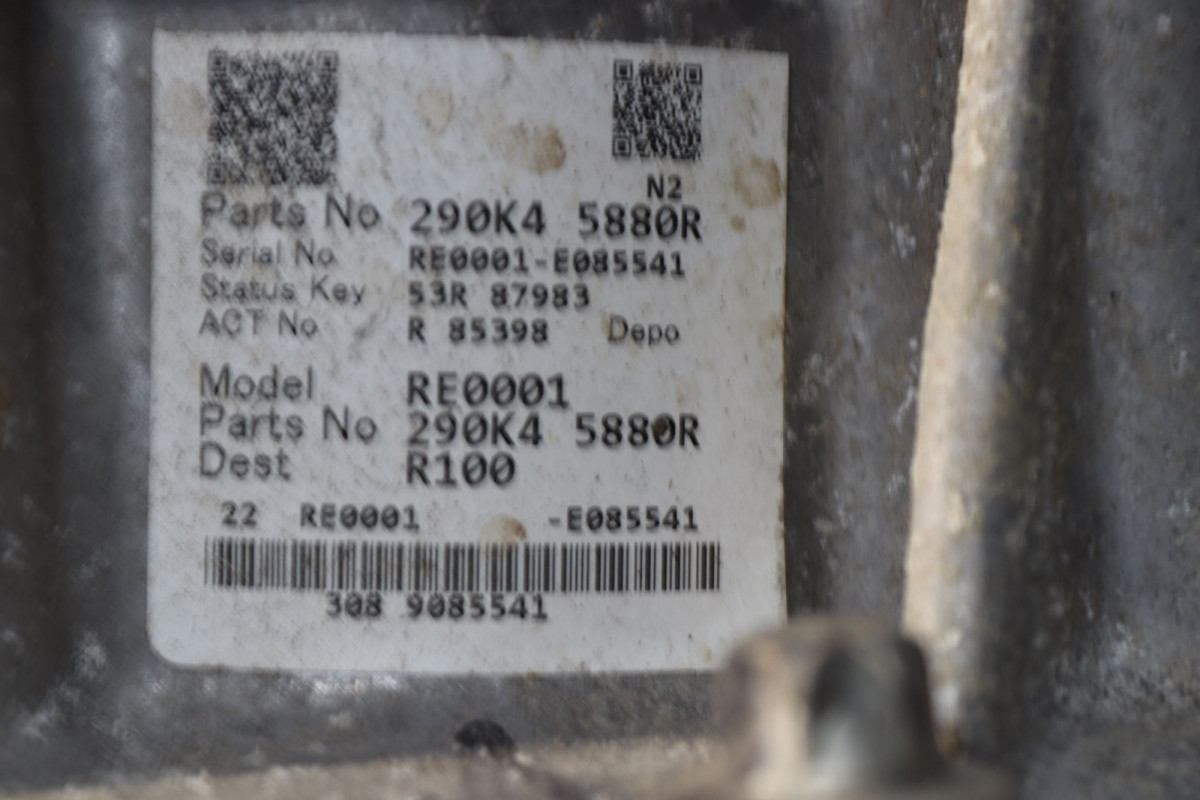 N2
Parts No 290K4 5880R
Serial No. RE0001-E085541
Status Key 53R 87983
ACT No R 85398 Depo
Model RE0001
Parts No 290K4 5880R
Dest R100
22 RE0001 -E085541
308 9085541